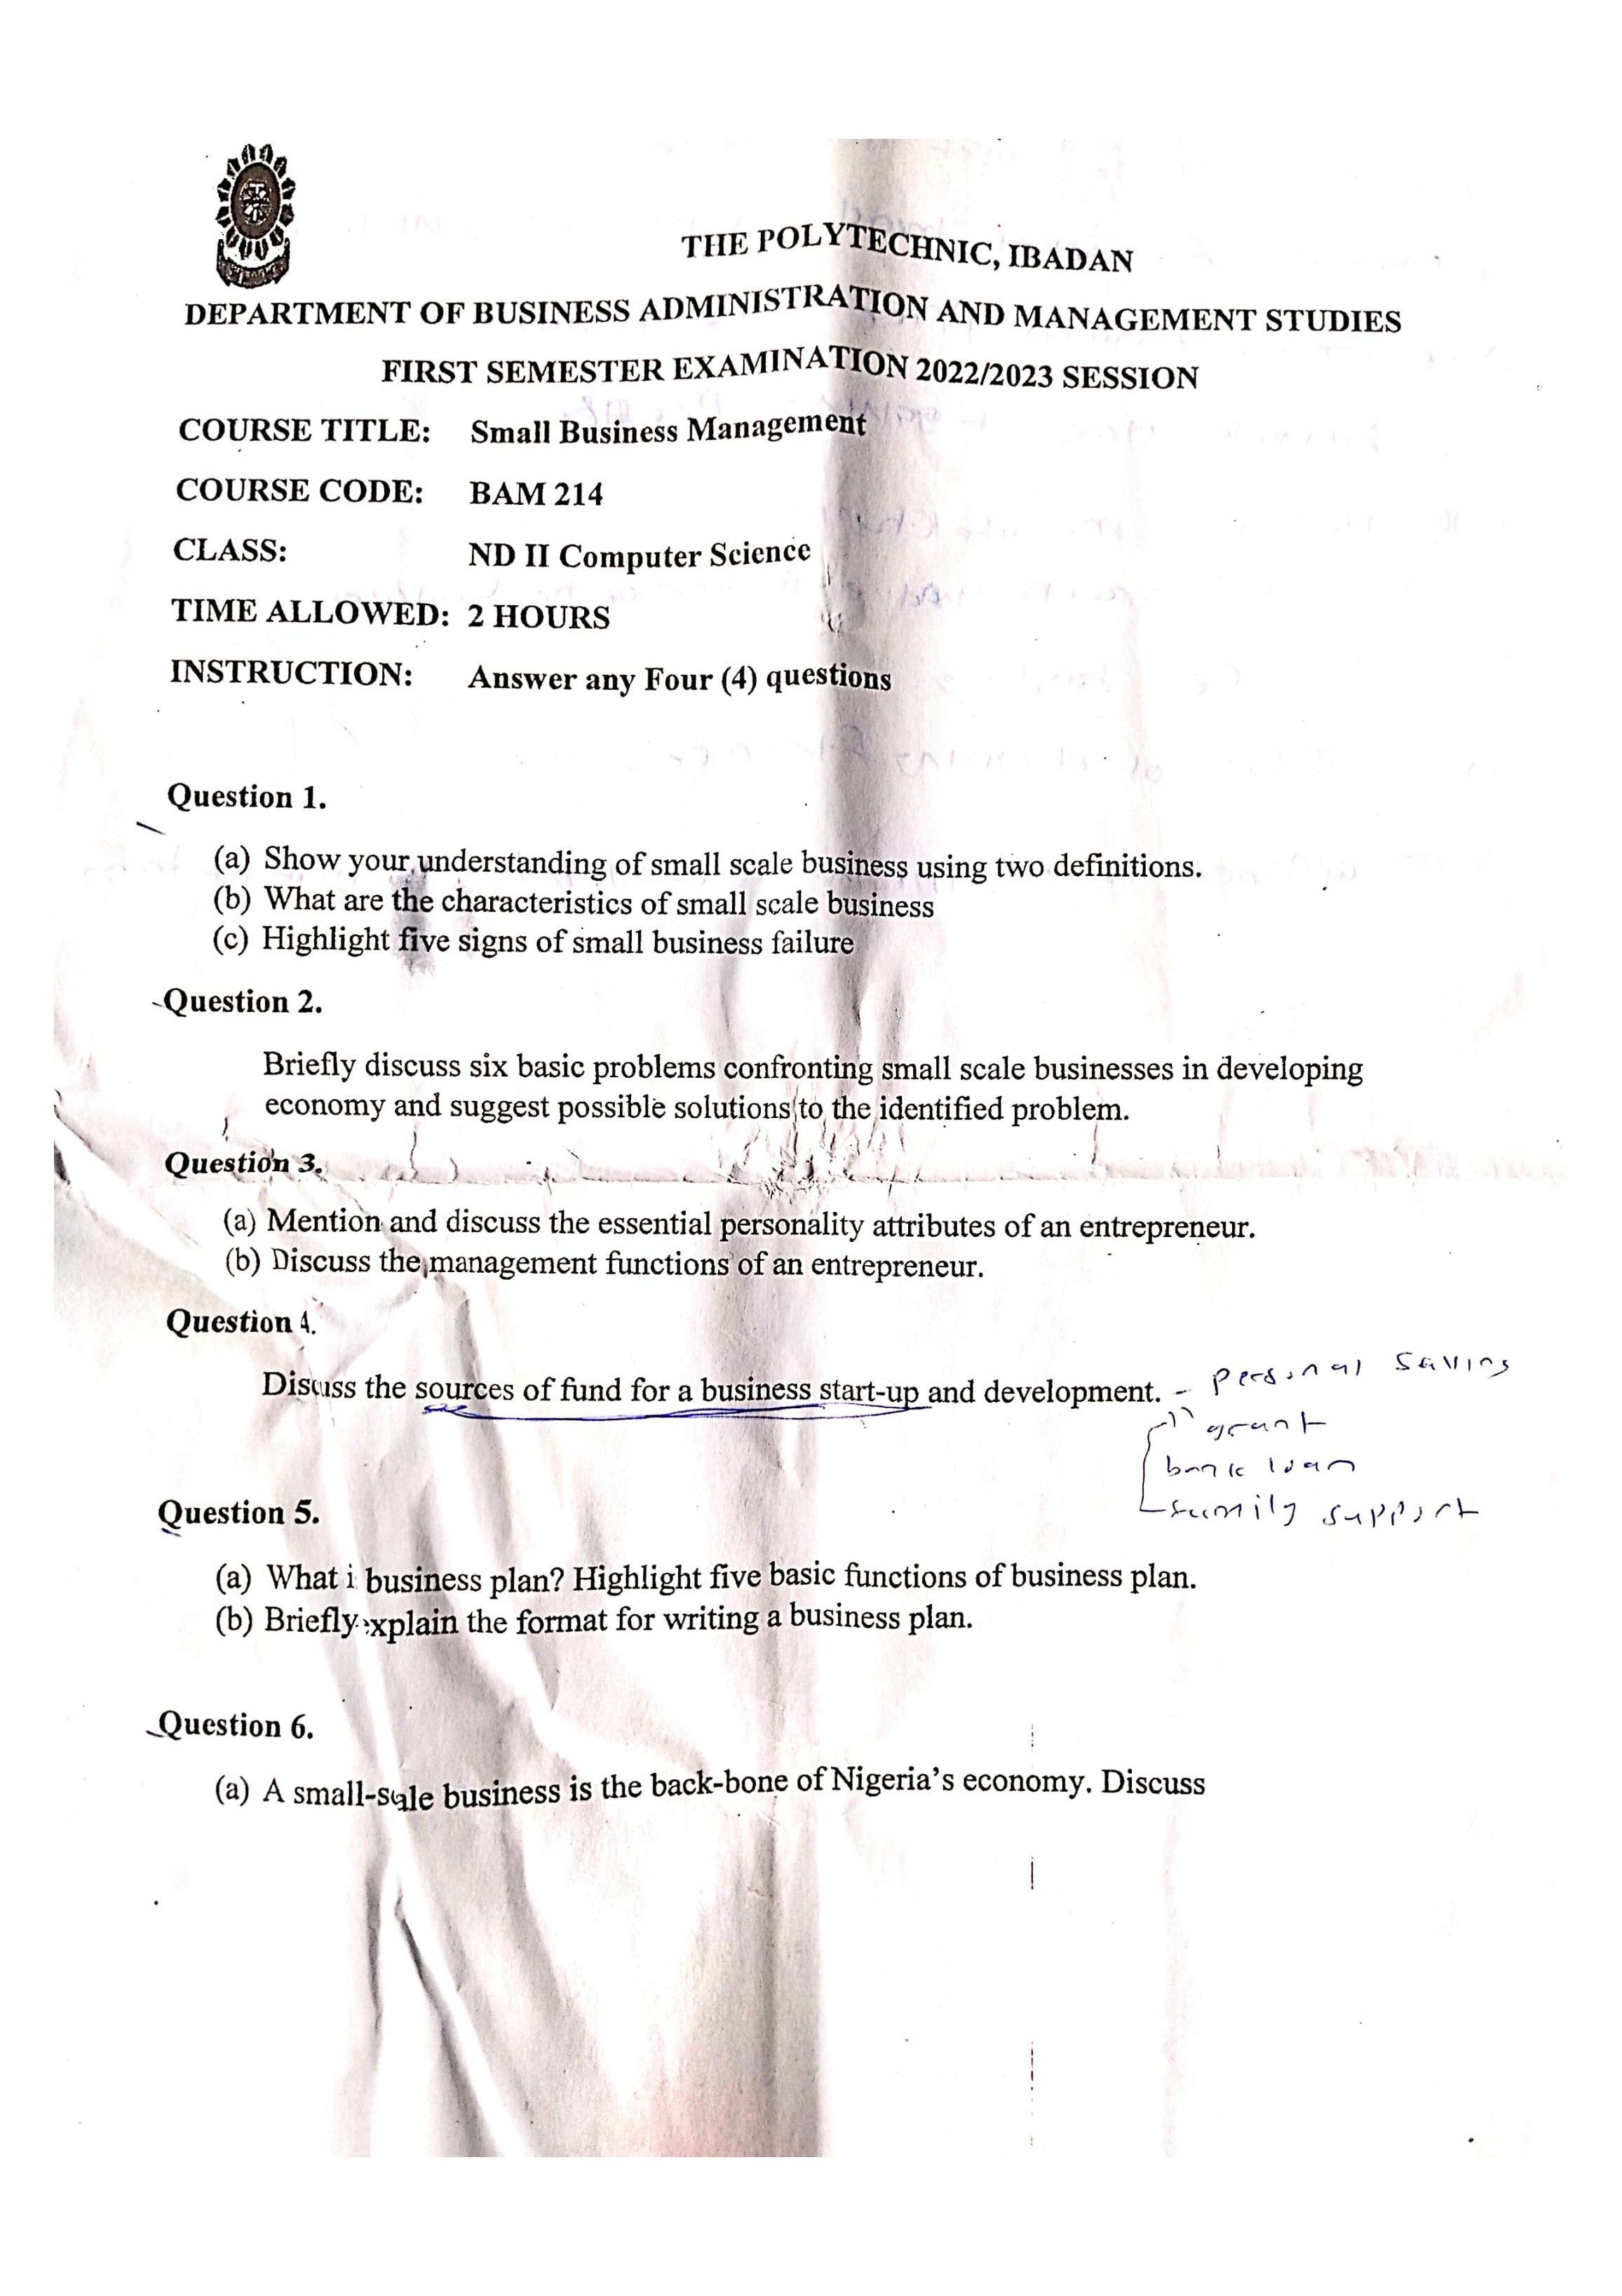 THE POLYTECHNIC, IBADAN
DEPARTMENT OF BUSINESS ADMINISTRATION AND MANAGEMENT STUDIES
FIRST SEMESTER EXAMINATION 2022/2023 SESSION
COURSE TITLE: Small Business Management
COURSE CODE: BAM 214
CLASS: ND II Computer Science
TIME ALLOWED: 2 HOURS
INSTRUCTION: Answer any Four (4) questions
Question 1.
(a) Show your understanding of small scale business using two definitions.
(b) What are the characteristics of small scale business
(c) Highlight five signs of small business failure
Question 2.
Briefly discuss six basic problems confronting small scale businesses in developing
economy and suggest possible solutions to the identified problem.
Question 3.
(a) Mention and discuss the essential personality attributes of an entrepreneur.
(b) Discuss the management functions of an entrepreneur.
Question 4.
Discuss the sources of fund for a business start-up and development. - personal saving
grant
bank loan
family support
Question 5.
(a) What i business plan? Highlight five basic functions of business plan.
(b) Briefly explain the format for writing a business plan.
Question 6.
(a) A small-scale business is the back-bone of Nigeria's economy. Discuss